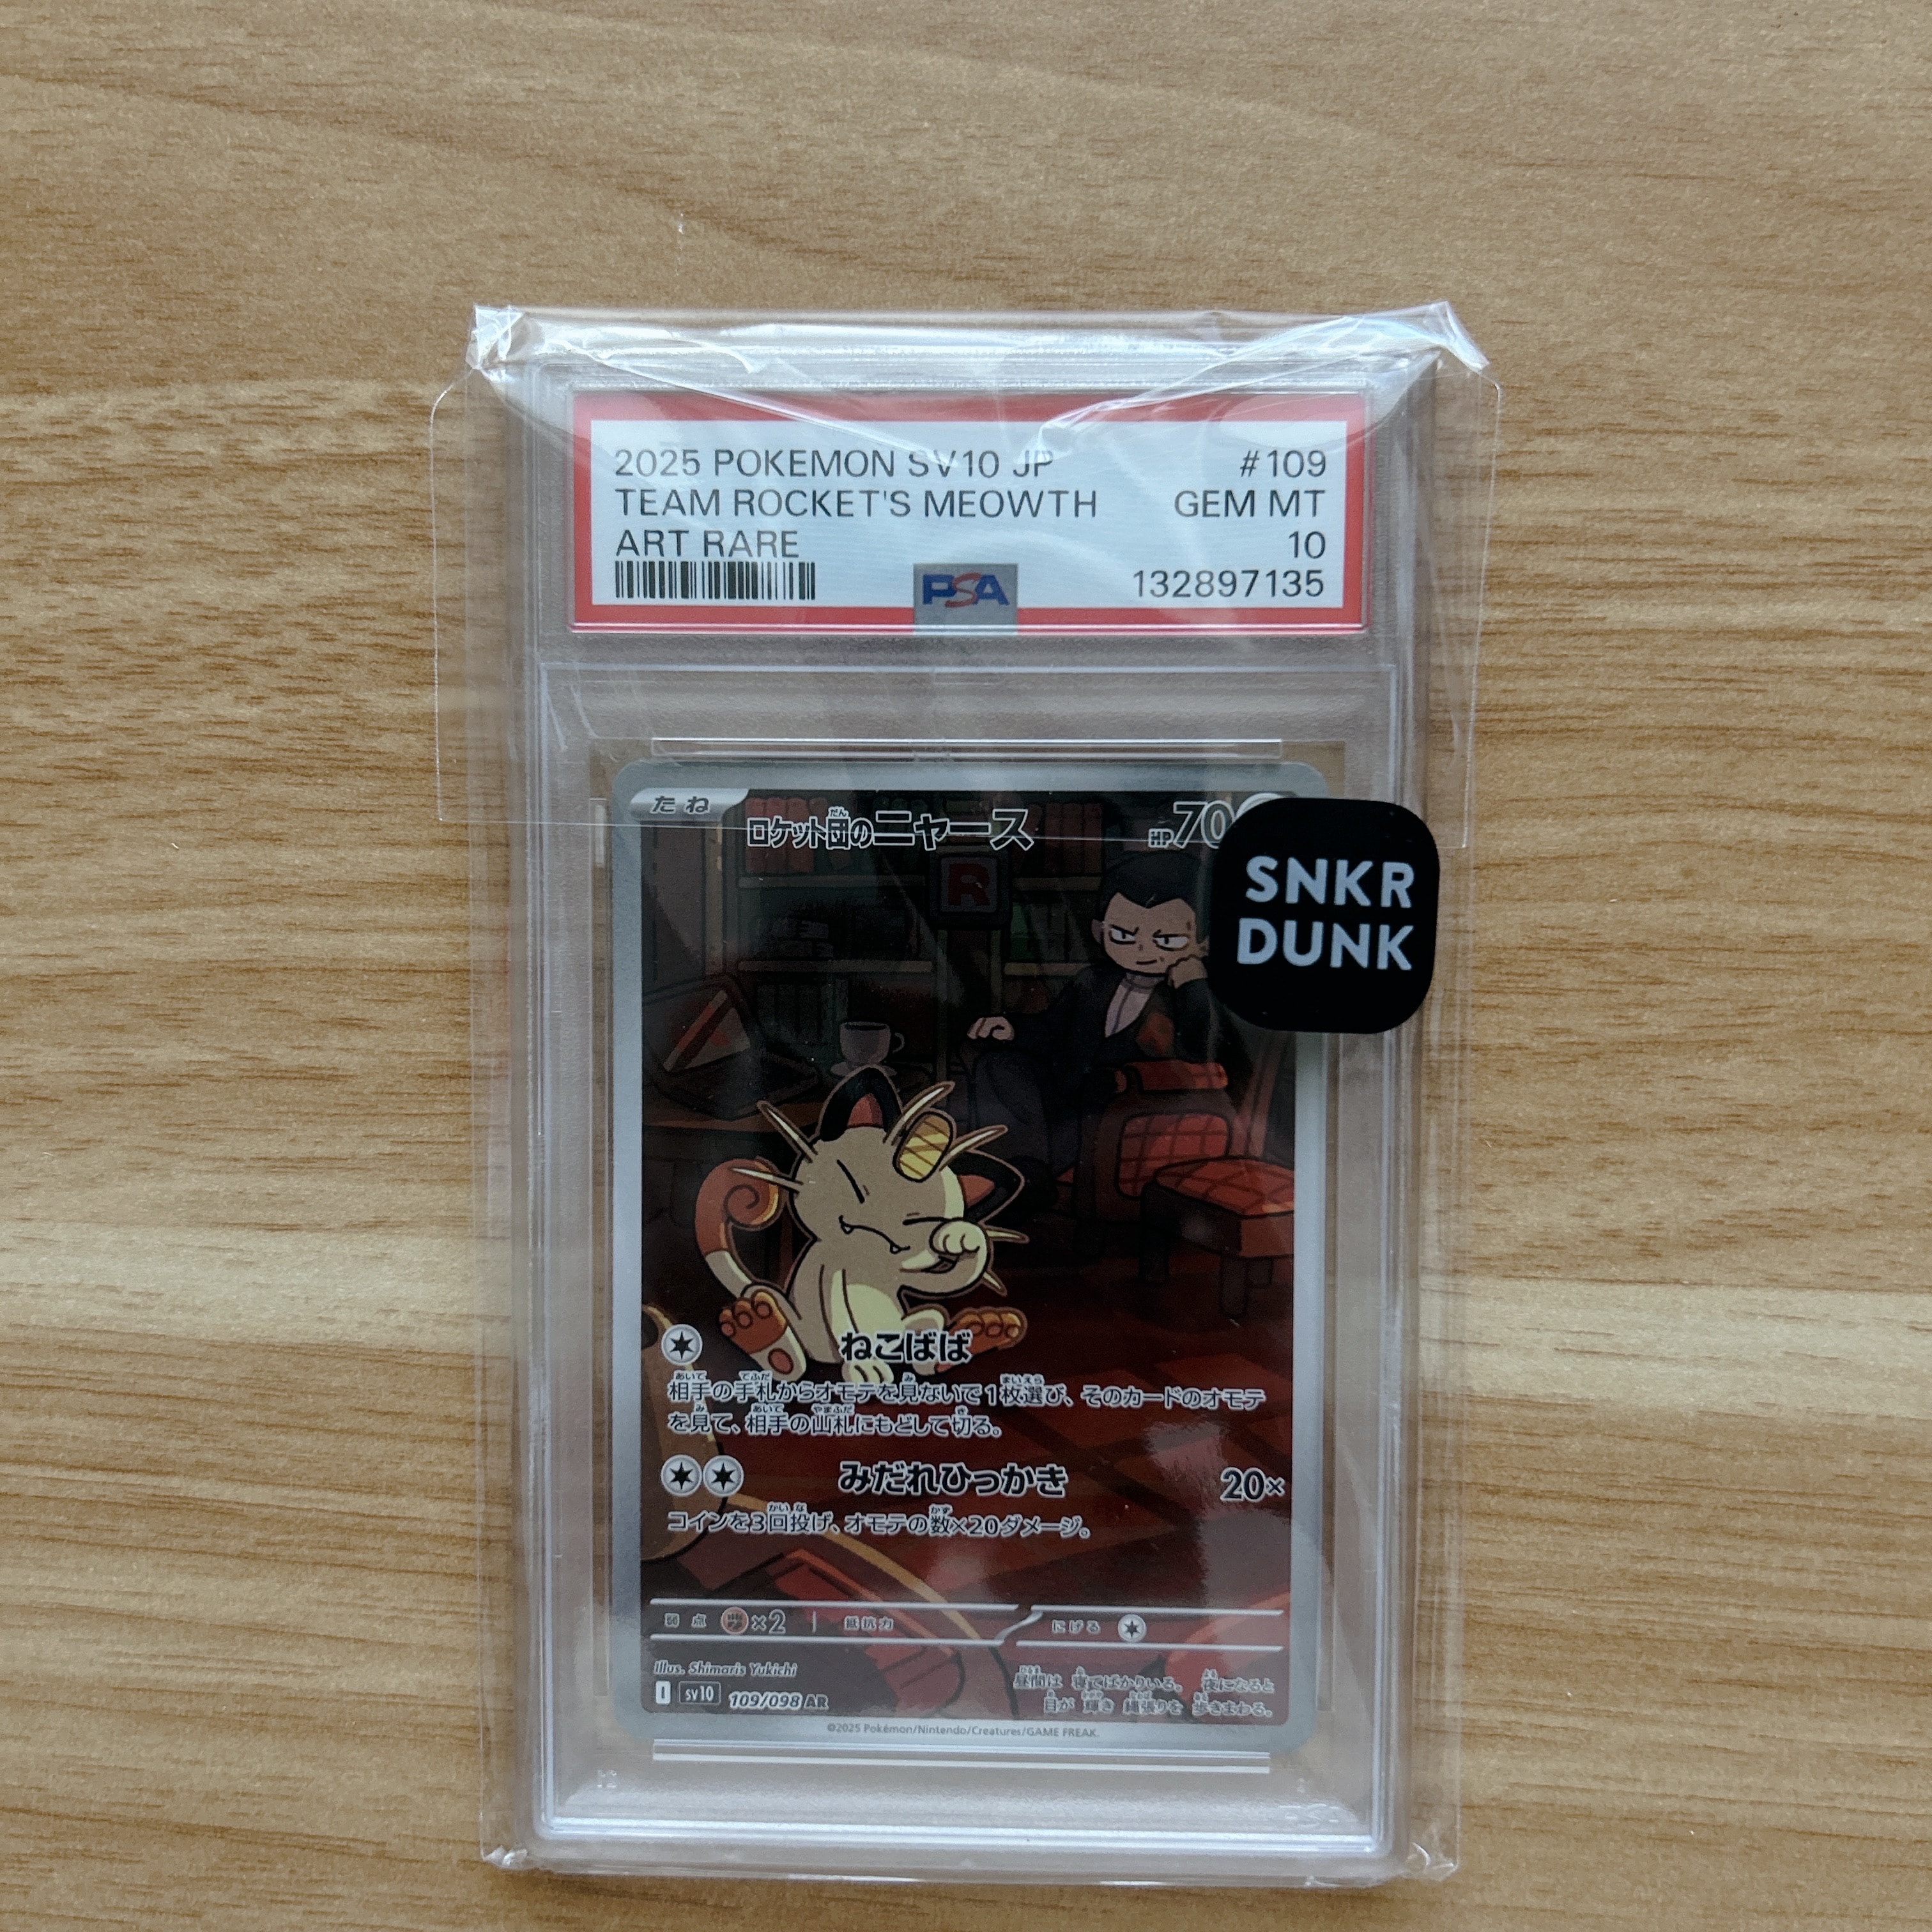 2025 POKEMON SV10 JP #109
TEAM ROCKET'S MEOWTH GEM MT
ART RARE 10
PSA 132897135
たね ロケット団のニャース HP70
だん
R
SNKR
DUNK
ねこばば
相手の手札からオモテを見ないで1枚選び、そのカードのオモテ
を見て、相手の山札にもどして切る。
みだれひっかき 20×
コインを3回投げ、オモテの数×20ダメージ。
弱点 ×2 抵抗力 にげる
Illus. Shimaris Yukichi
I sv10 109/098 AR
昼間は 寝てばかりいる。 夜になると
目が 輝き 縄張りを 歩きまわる。
©2025 Pokémon/Nintendo/Creatures/GAME FREAK.